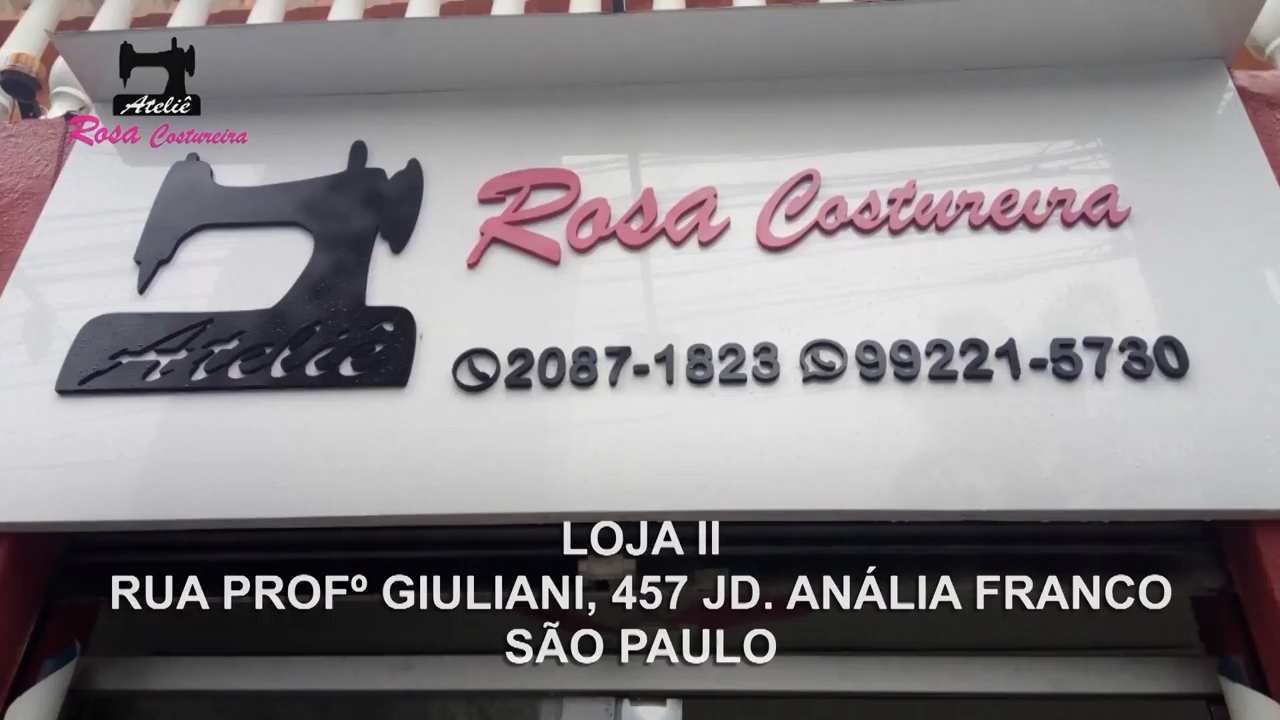 Ateliê
Rosa Costureira
Rosa Costureira
Ateliê
2087-1823 99221-5730
LOJA II
RUA PROFº GIULIANI, 457 JD. ANÁLIA FRANCO
SÃO PAULO